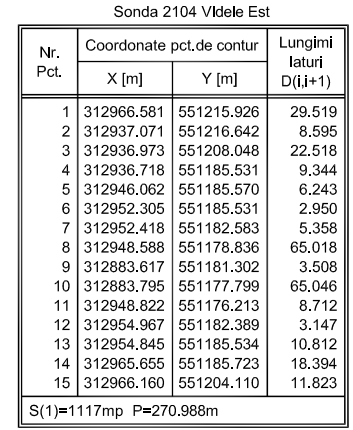 Sonda 2104 VIdele Est
Nr. Pct. Coordonate pct.de contur Lungimi laturi D(i,i+1)
X [m] Y [m]
1 312966.581 551215.926 29.519
2 312937.071 551216.642 8.595
3 312936.973 551208.048 22.518
4 312936.718 551185.531 9.344
5 312946.062 551185.570 6.243
6 312952.305 551185.531 2.950
7 312952.418 551182.583 5.358
8 312948.588 551178.836 65.018
9 312883.617 551181.302 3.508
10 312883.795 551177.799 65.046
11 312948.822 551176.213 8.712
12 312954.967 551182.389 3.147
13 312954.845 551185.534 10.812
14 312965.655 551185.723 18.394
15 312966.160 551204.110 11.823
S(1)=1117mp P=270.988m